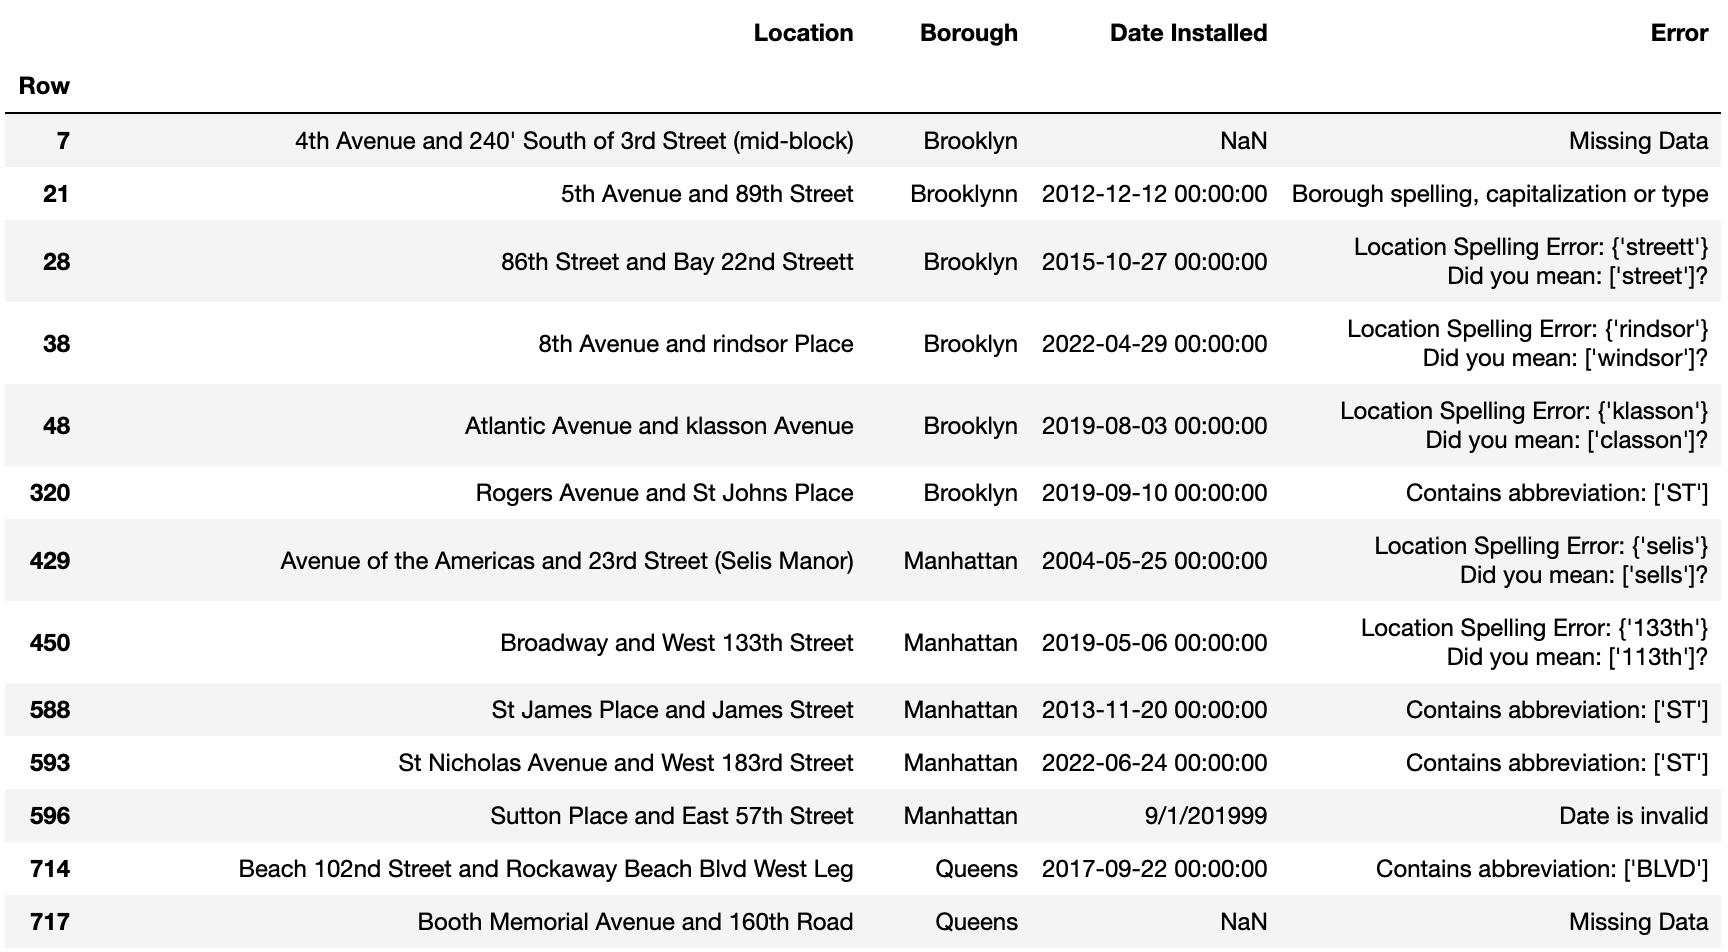 Location Borough Date Installed Error
Row
7 4th Avenue and 240' South of 3rd Street (mid-block) Brooklyn NaN Missing Data
21 5th Avenue and 89th Street Brooklynn 2012-12-12 00:00:00 Borough spelling, capitalization or type
28 86th Street and Bay 22nd Streett Brooklyn 2015-10-27 00:00:00 Location Spelling Error: {'streett'}
Did you mean: ['street']?
38 8th Avenue and rindsor Place Brooklyn 2022-04-29 00:00:00 Location Spelling Error: {'rindsor'}
Did you mean: ['windsor']?
48 Atlantic Avenue and klasson Avenue Brooklyn 2019-08-03 00:00:00 Location Spelling Error: {'klasson'}
Did you mean: ['classon']?
320 Rogers Avenue and St Johns Place Brooklyn 2019-09-10 00:00:00 Contains abbreviation: ['ST']
429 Avenue of the Americas and 23rd Street (Selis Manor) Manhattan 2004-05-25 00:00:00 Location Spelling Error: {'selis'}
Did you mean: ['sells']?
450 Broadway and West 133th Street Manhattan 2019-05-06 00:00:00 Location Spelling Error: {'133th'}
Did you mean: ['113th']?
588 St James Place and James Street Manhattan 2013-11-20 00:00:00 Contains abbreviation: ['ST']
593 St Nicholas Avenue and West 183rd Street Manhattan 2022-06-24 00:00:00 Contains abbreviation: ['ST']
596 Sutton Place and East 57th Street Manhattan 9/1/201999 Date is invalid
714 Beach 102nd Street and Rockaway Beach Blvd West Leg Queens 2017-09-22 00:00:00 Contains abbreviation: ['BLVD']
717 Booth Memorial Avenue and 160th Road Queens NaN Missing Data